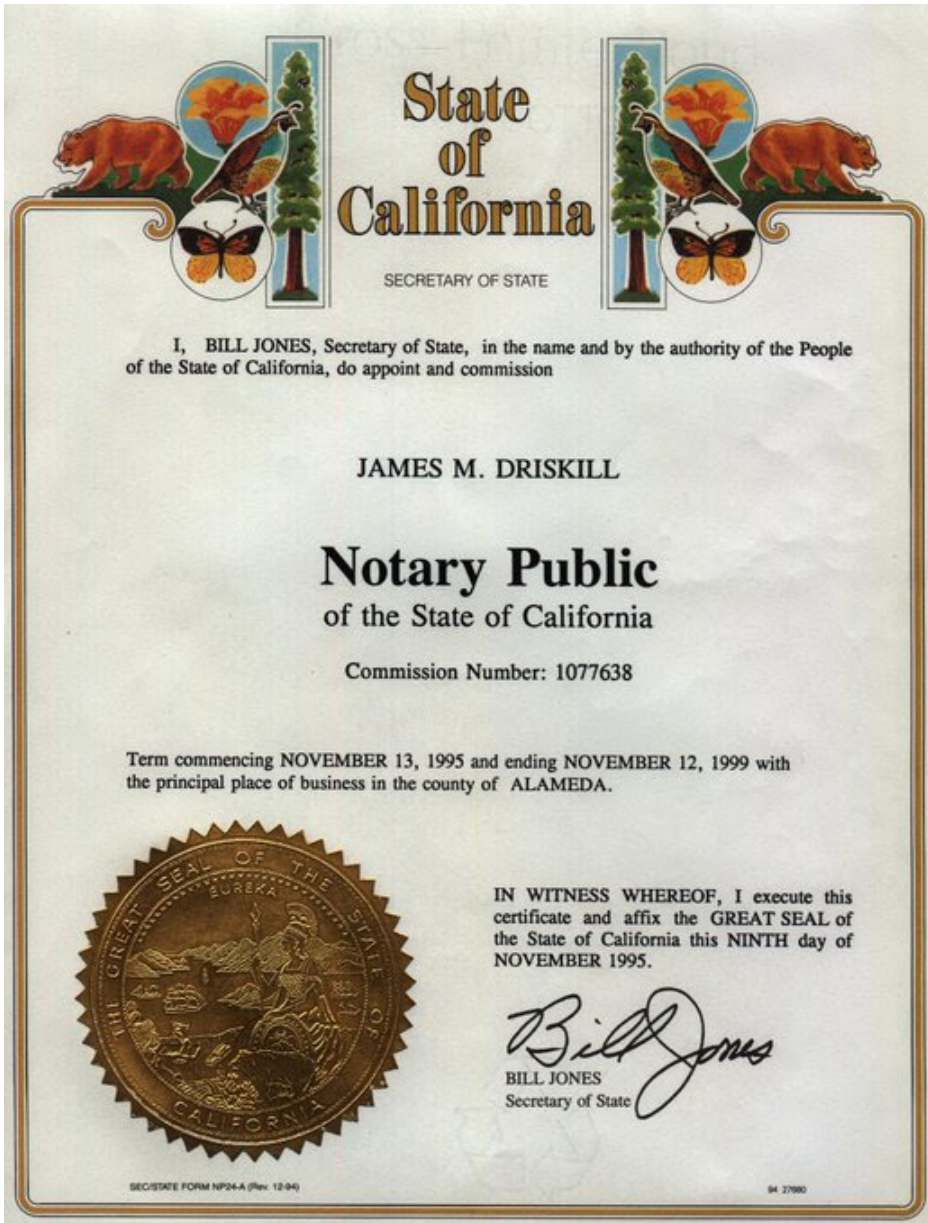 State
of
California
SECRETARY OF STATE
I, BILL JONES, Secretary of State, in the name and by the authority of the People
of the State of California, do appoint and commission
JAMES M. DRISKILL
Notary Public
of the State of California
Commission Number: 1077638
Term commencing NOVEMBER 13, 1995 and ending NOVEMBER 12, 1999 with
the principal place of business in the county of ALAMEDA.
THE GREAT SEAL OF THE STATE OF CALIFORNIA
EUREKA
IN WITNESS WHEREOF, I execute this
certificate and affix the GREAT SEAL of
the State of California this NINTH day of
NOVEMBER 1995.
Bill Jones
BILL JONES
Secretary of State
SEC/STATE FORM NP24-A (Rev. 12-94)
94 27680